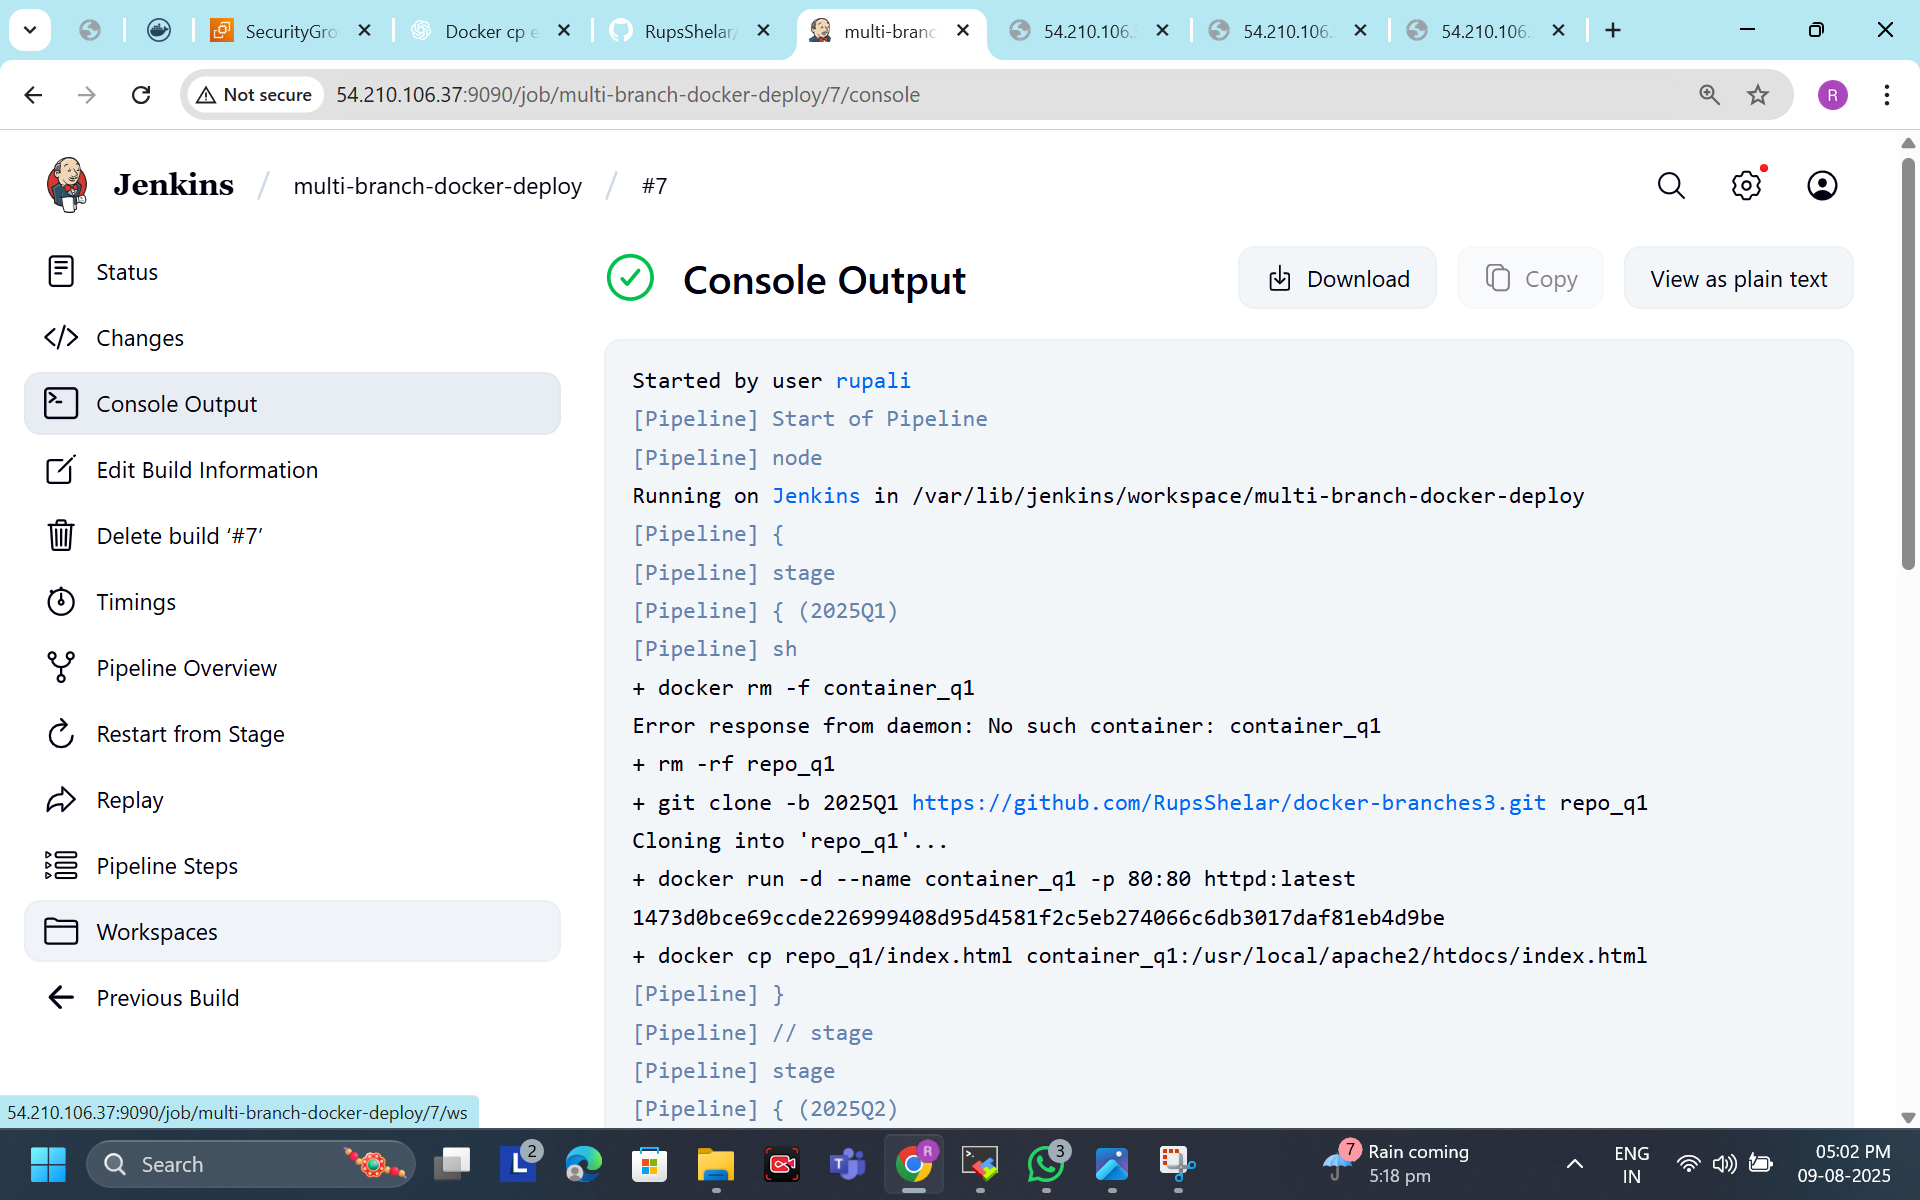 SecurityGro
Docker cp e
RupsShelar/
multi-branc
54.210.106.
54.210.106.
54.210.106.
Not secure
54.210.106.37:9090/job/multi-branch-docker-deploy/7/console
R
Jenkins / multi-branch-docker-deploy / #7
Status
Changes
Console Output
Edit Build Information
Delete build ‘#7’
Timings
Pipeline Overview
Restart from Stage
Replay
Pipeline Steps
Workspaces
Previous Build
Console Output
Download
Copy
View as plain text
Started by user rupali
[Pipeline] Start of Pipeline
[Pipeline] node
Running on Jenkins in /var/lib/jenkins/workspace/multi-branch-docker-deploy
[Pipeline] {
[Pipeline] stage
[Pipeline] { (2025Q1)
[Pipeline] sh
+ docker rm -f container_q1
Error response from daemon: No such container: container_q1
+ rm -rf repo_q1
+ git clone -b 2025Q1 https://github.com/RupsShelar/docker-branches3.git repo_q1
Cloning into 'repo_q1'...
+ docker run -d --name container_q1 -p 80:80 httpd:latest
1473d0bce69ccde226999408d95d4581f2c5eb274066c6db3017daf81eb4d9be
+ docker cp repo_q1/index.html container_q1:/usr/local/apache2/htdocs/index.html
[Pipeline] }
[Pipeline] // stage
[Pipeline] stage
[Pipeline] { (2025Q2)
54.210.106.37:9090/job/multi-branch-docker-deploy/7/ws
Search
L
2
T
R
3
7
Rain coming
5:18 pm
ENG
IN
05:02 PM
09-08-2025